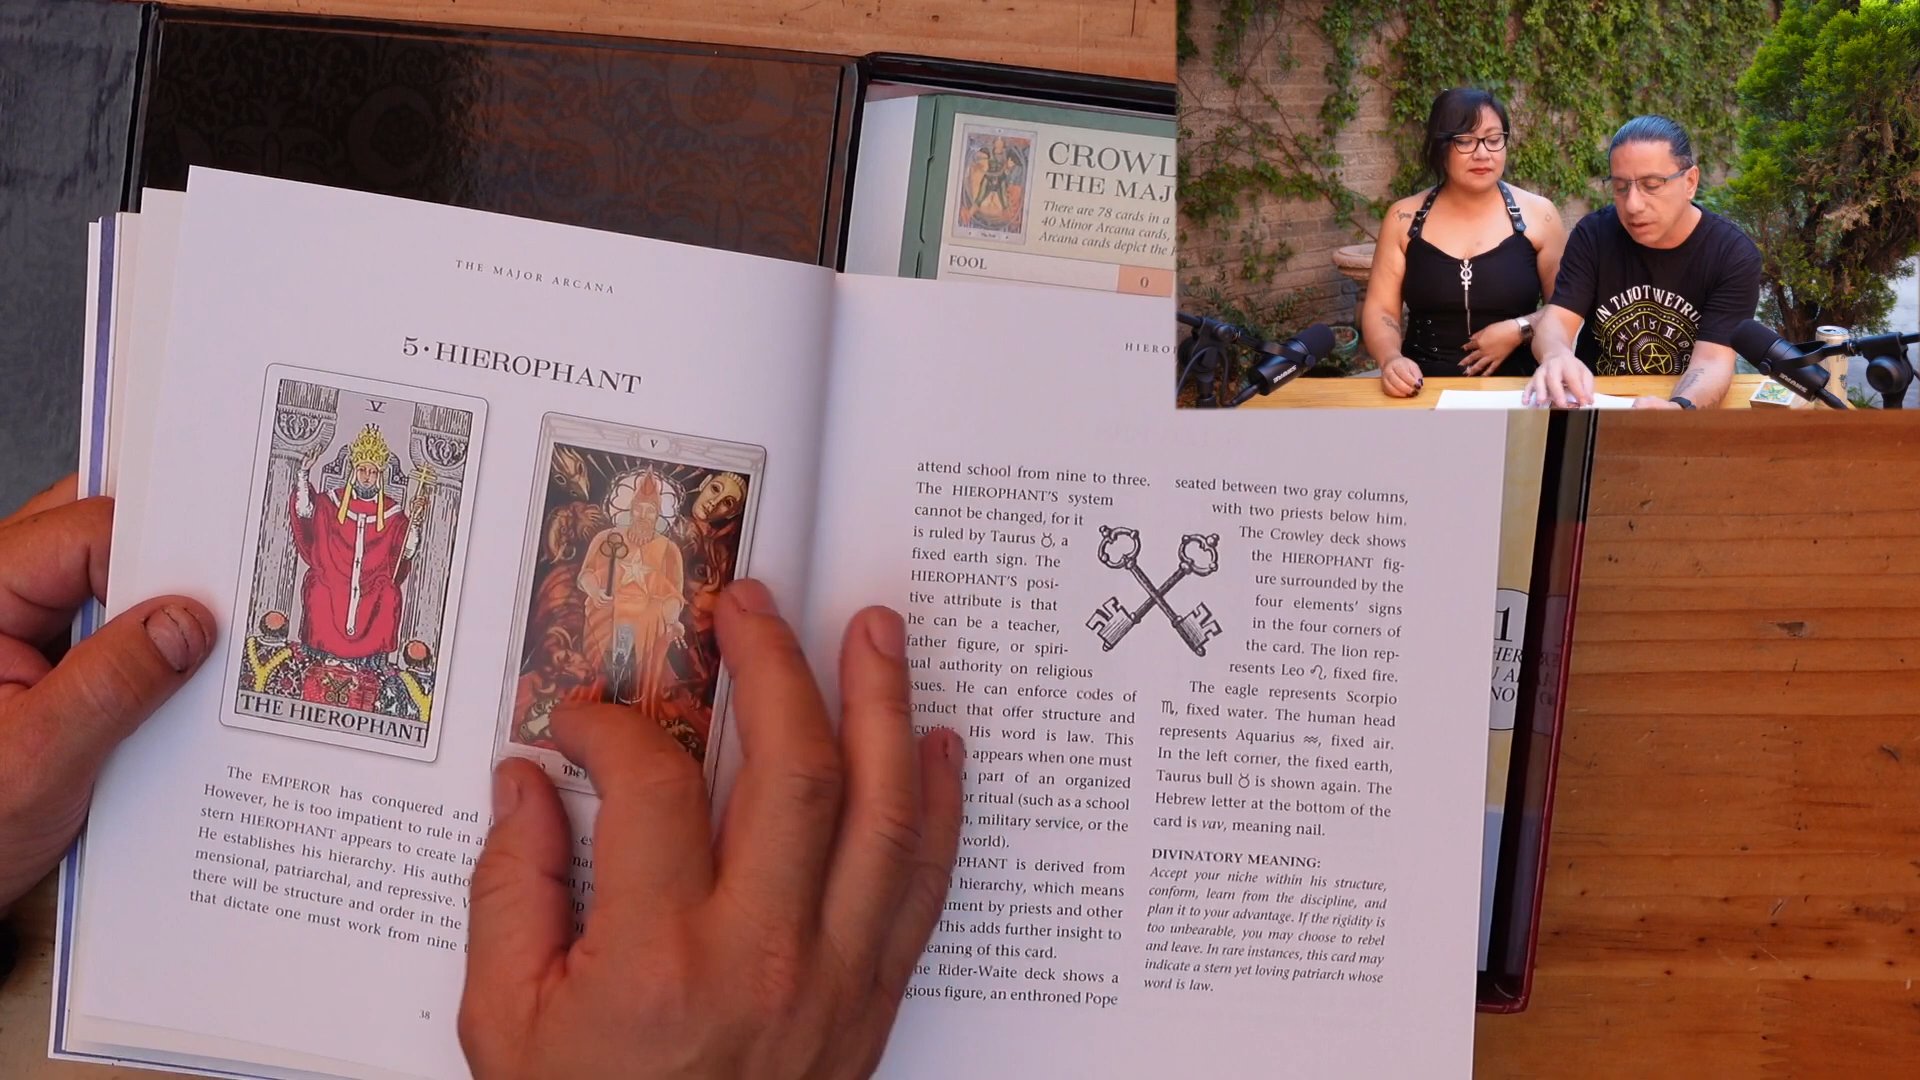 THE MAJOR ARCANA
5·HIEROPHANT
V
THE HIEROPHANT
V
The
The EMPEROR has conquered and
However, he is too impatient to rule in
stern HIEROPHANT appears to create
He establishes his hierarchy. His
mensional, patriarchal, and repressive.
there will be structure and order in the
that dictate one must work from nine
38
attend school from nine to three.
The HIEROPHANT'S system
cannot be changed, for it
is ruled by Taurus ♉, a
fixed earth sign. The
HIEROPHANT'S posi-
tive attribute is that
he can be a teacher,
father figure, or spiri-
ual authority on religious
ssues. He can enforce codes of
onduct that offer structure and
His word is law. This
appears when one must
a part of an organized
or ritual (such as a school
military service, or the
world).
OPHANT is derived from
hierarchy, which means
ment by priests and other
This adds further insight to
eaning of this card.
he Rider-Waite deck shows a
gious figure, an enthroned Pope
seated between two gray columns,
with two priests below him.
The Crowley deck shows
the HIEROPHANT fig-
ure surrounded by the
four elements' signs
in the four corners of
the card. The lion rep-
resents Leo ♌, fixed fire.
The eagle represents Scorpio
♏, fixed water. The human head
represents Aquarius ♒, fixed air.
In the left corner, the fixed earth,
Taurus bull ♉ is shown again. The
Hebrew letter at the bottom of the
card is vav, meaning nail.
DIVINATORY MEANING:
Accept your niche within his structure,
conform, learn from the discipline, and
plan it to your advantage. If the rigidity is
too unbearable, you may choose to rebel
and leave. In rare instances, this card may
indicate a stern yet loving patriarch whose
word is law.
HIERO
CROWL
THE MAJ
There are 78 cards in a
40 Minor Arcana cards,
Arcana cards depict the
FOOL
0
1
IN TAROT WE TRU
SHURE
SHURE